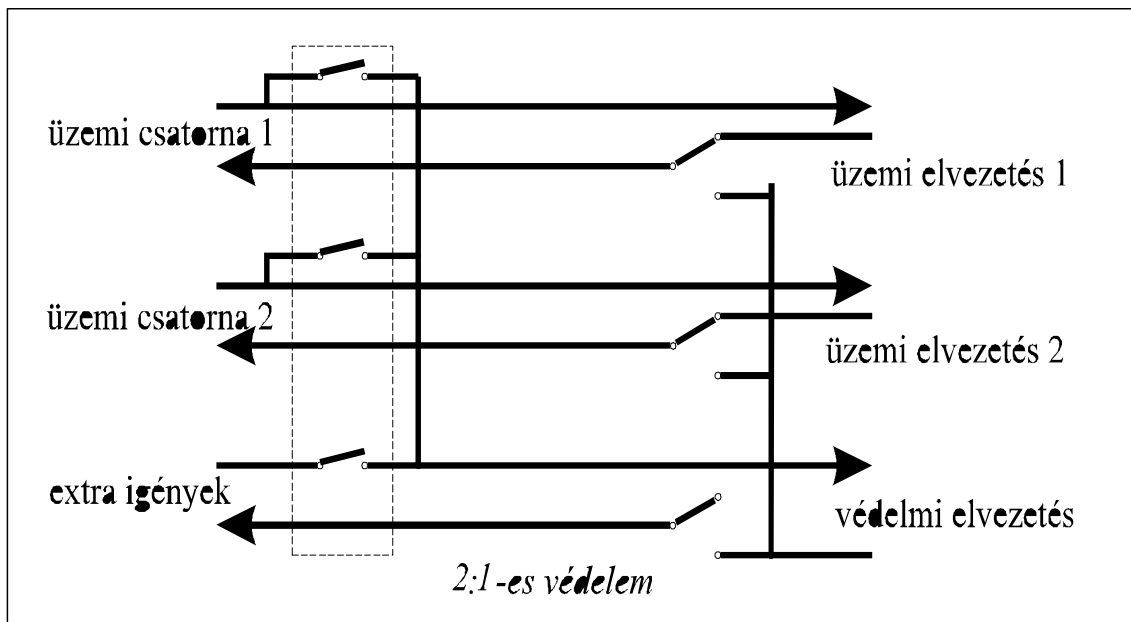 üzemi csatorna 1
üzemi elvezetés 1
üzemi csatorna 2
üzemi elvezetés 2
extra igények
védelmi elvezetés
2:1-es védelem